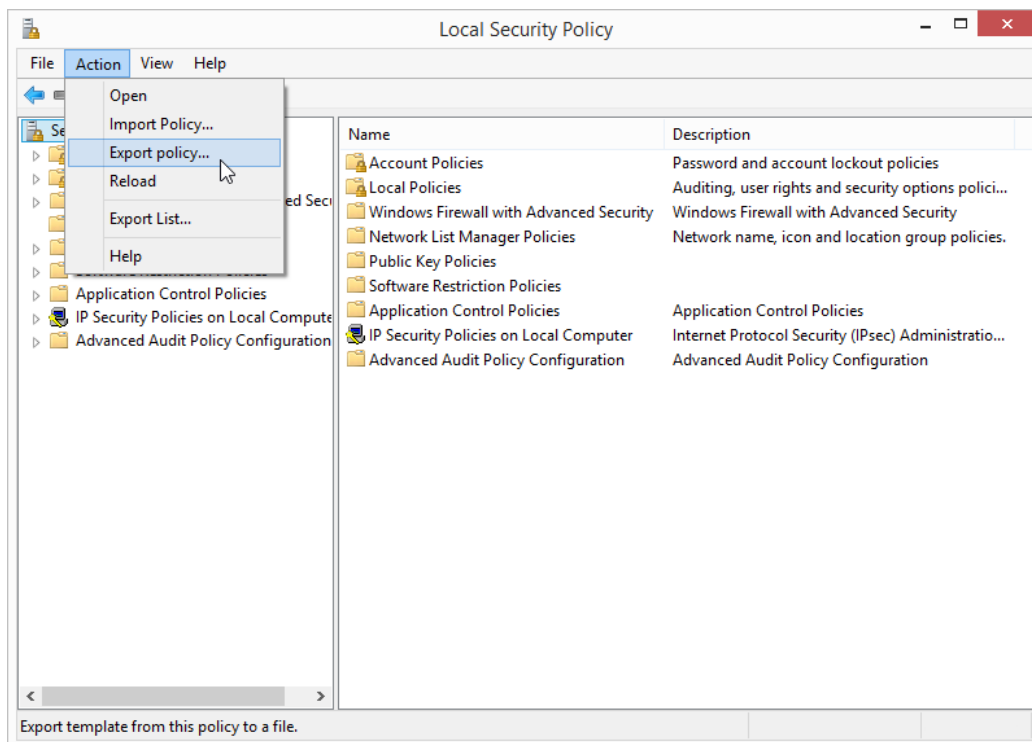 Local Security Policy
File Action View Help
Open
Import Policy...
Export policy...
Reload
Export List...
Help
Se
ed Secu
Application Control Policies
IP Security Policies on Local Compute
Advanced Audit Policy Configuration
Name Description
Account Policies Password and account lockout policies
Local Policies Auditing, user rights and security options polici...
Windows Firewall with Advanced Security Windows Firewall with Advanced Security
Network List Manager Policies Network name, icon and location group policies.
Public Key Policies
Software Restriction Policies
Application Control Policies Application Control Policies
IP Security Policies on Local Computer Internet Protocol Security (IPsec) Administratio...
Advanced Audit Policy Configuration Advanced Audit Policy Configuration
Export template from this policy to a file.